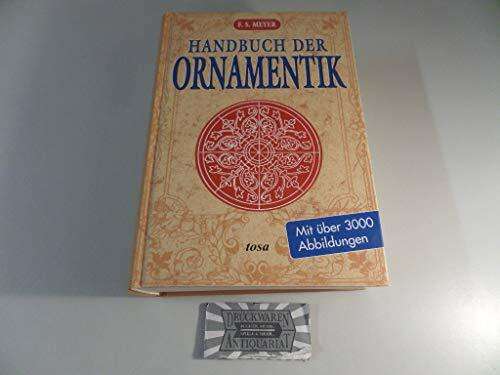 F. S. MEYER
HANDBUCH DER
ORNAMENTIK
Mit über 3000
Abbildungen
tosa
DRUCKWAREN
ANTIQUARIAT